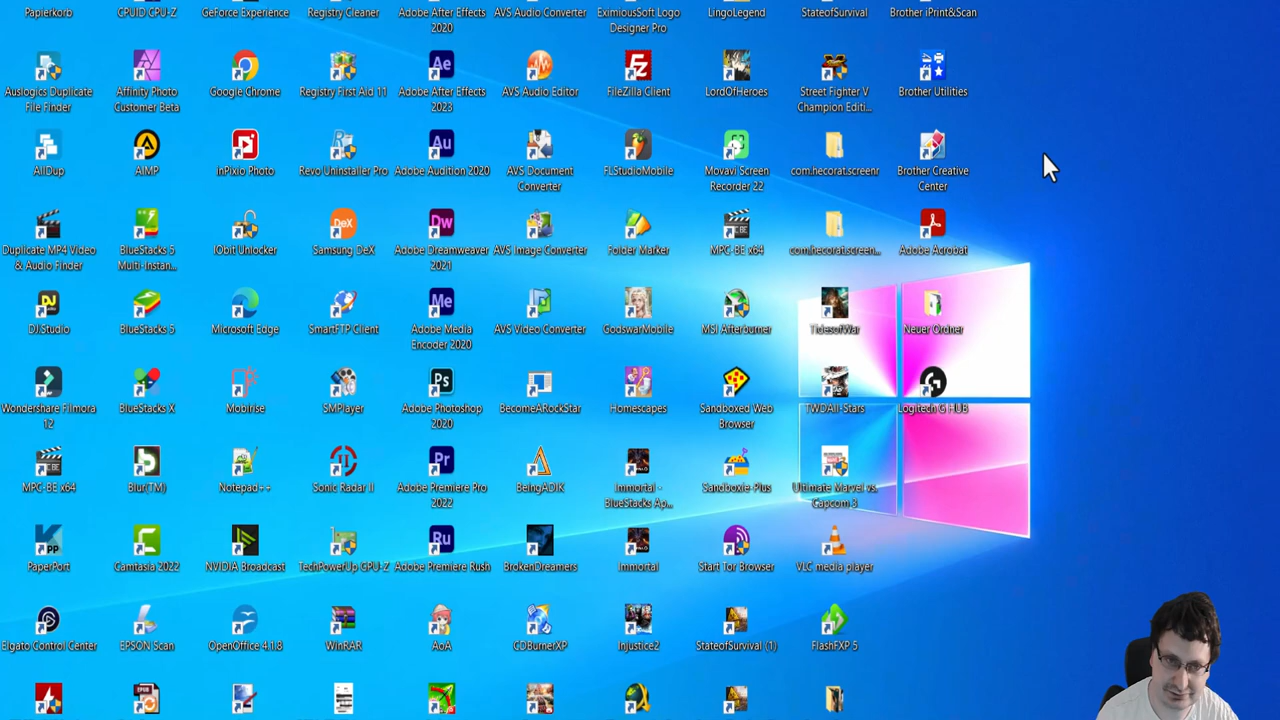 Papierkorb
CPUID CPU-Z
GeForce Experience
Registry Cleaner
Adobe After Effects
2020
AVS Audio Converter
EximiousSoft Logo
Designer Pro
LingoLegend
StateofSurvival
Brother iPrint&Scan
Auslogics Duplicate
File Finder
Affinity Photo
Customer Beta
Google Chrome
Registry First Aid 11
Adobe After Effects
2023
AVS Audio Editor
FileZilla Client
LordOfHeroes
Street Fighter V
Champion Editi...
Brother Utilities
AllDup
AIMP
InPixio Photo
Revo Uninstaller Pro
Adobe Audition 2020
AVS Document
Converter
FLStudioMobile
Movavi Screen
Recorder 22
com.hecorat.screenr
Brother Creative
Center
Duplicate MP4 Video
& Audio Finder
BlueStacks 5
Multi-Instan...
IObit Unlocker
Samsung DeX
Adobe Dreamweaver
2021
AVS Image Converter
Folder Marker
MPC-BE x64
com.hecorat.screen...
Adobe Acrobat
DJ.Studio
BlueStacks 5
Microsoft Edge
SmartFTP Client
Adobe Media
Encoder 2020
AVS Video Converter
GodswarMobile
MSI Afterburner
TidesofWar
Neuer Ordner
Wondershare Filmora
12
BlueStacks X
Mobirise
SMPlayer
Adobe Photoshop
2020
BecomeARockStar
Homescapes
Sandboxed Web
Browser
TWDAll-Stars
Logitech G HUB
MPC-BE x64
Blur(TM)
Notepad++
Sonic Radar II
Adobe Premiere Pro
2022
BeingADIK
Immortal -
BlueStacks Ap...
Sandboxie-Plus
Ultimate Marvel vs.
Capcom 3
PaperPort
Camtasia 2022
NVIDIA Broadcast
TechPowerUp GPU-Z
Adobe Premiere Rush
BrokenDreamers
Immortal
Start Tor Browser
VLC media player
Elgato Control Center
EPSON Scan
OpenOffice 4.1.8
WinRAR
AoA
CDBurnerXP
Injustice2
StateofSurvival (1)
FlashFXP 5